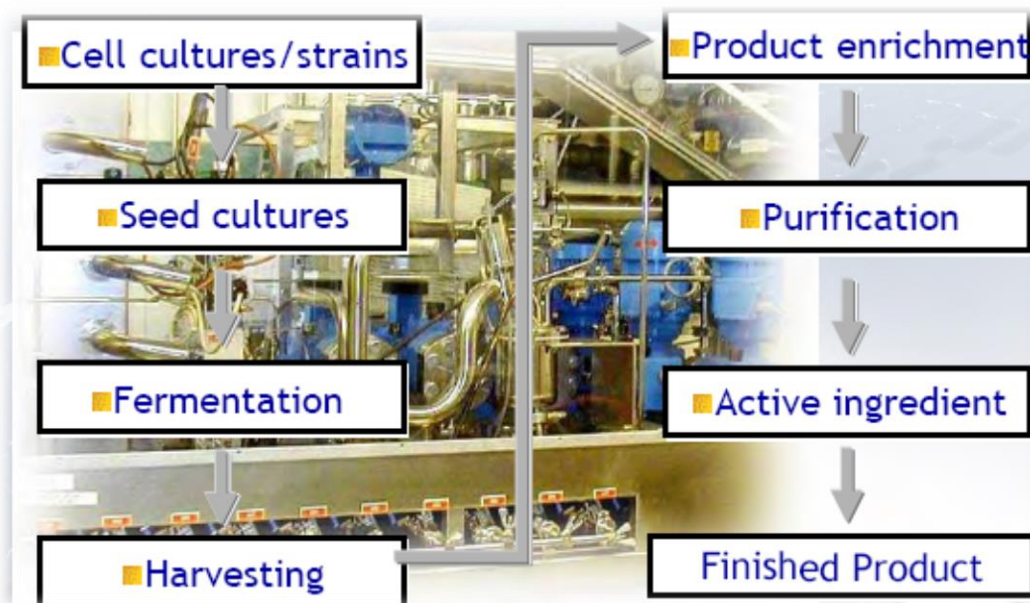 Cell cultures/strains
Seed cultures
Fermentation
Harvesting
Product enrichment
Purification
Active ingredient
Finished Product